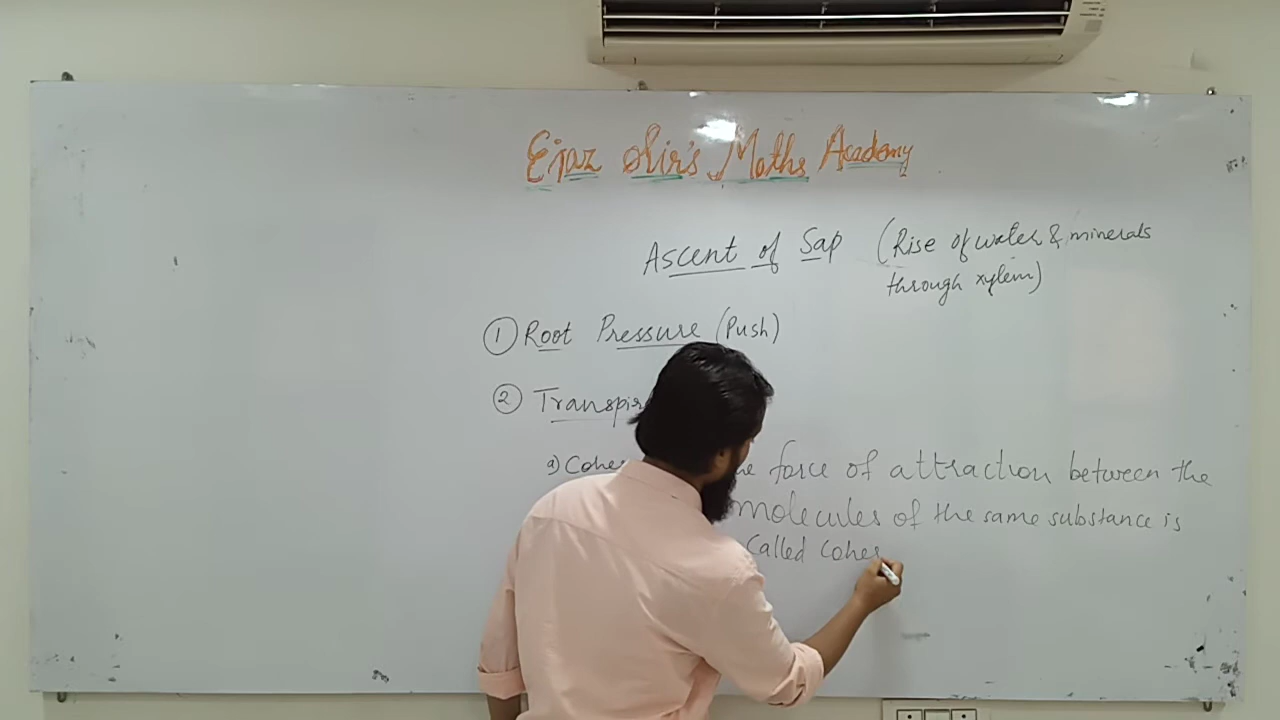 Ejaz Sir's Maths Academy
Ascent of Sap (Rise of water & minerals
through xylem)
① Root Pressure (Push)
② Transpir
a) Cohe
force of attraction between the
molecules of the same substance is
called Cohes